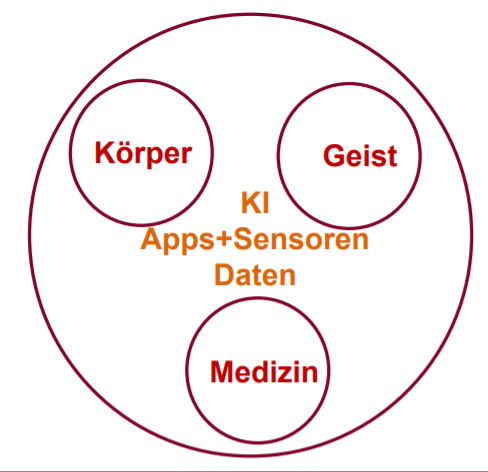 Körper
Geist
KI
Apps+Sensoren
Daten
Medizin